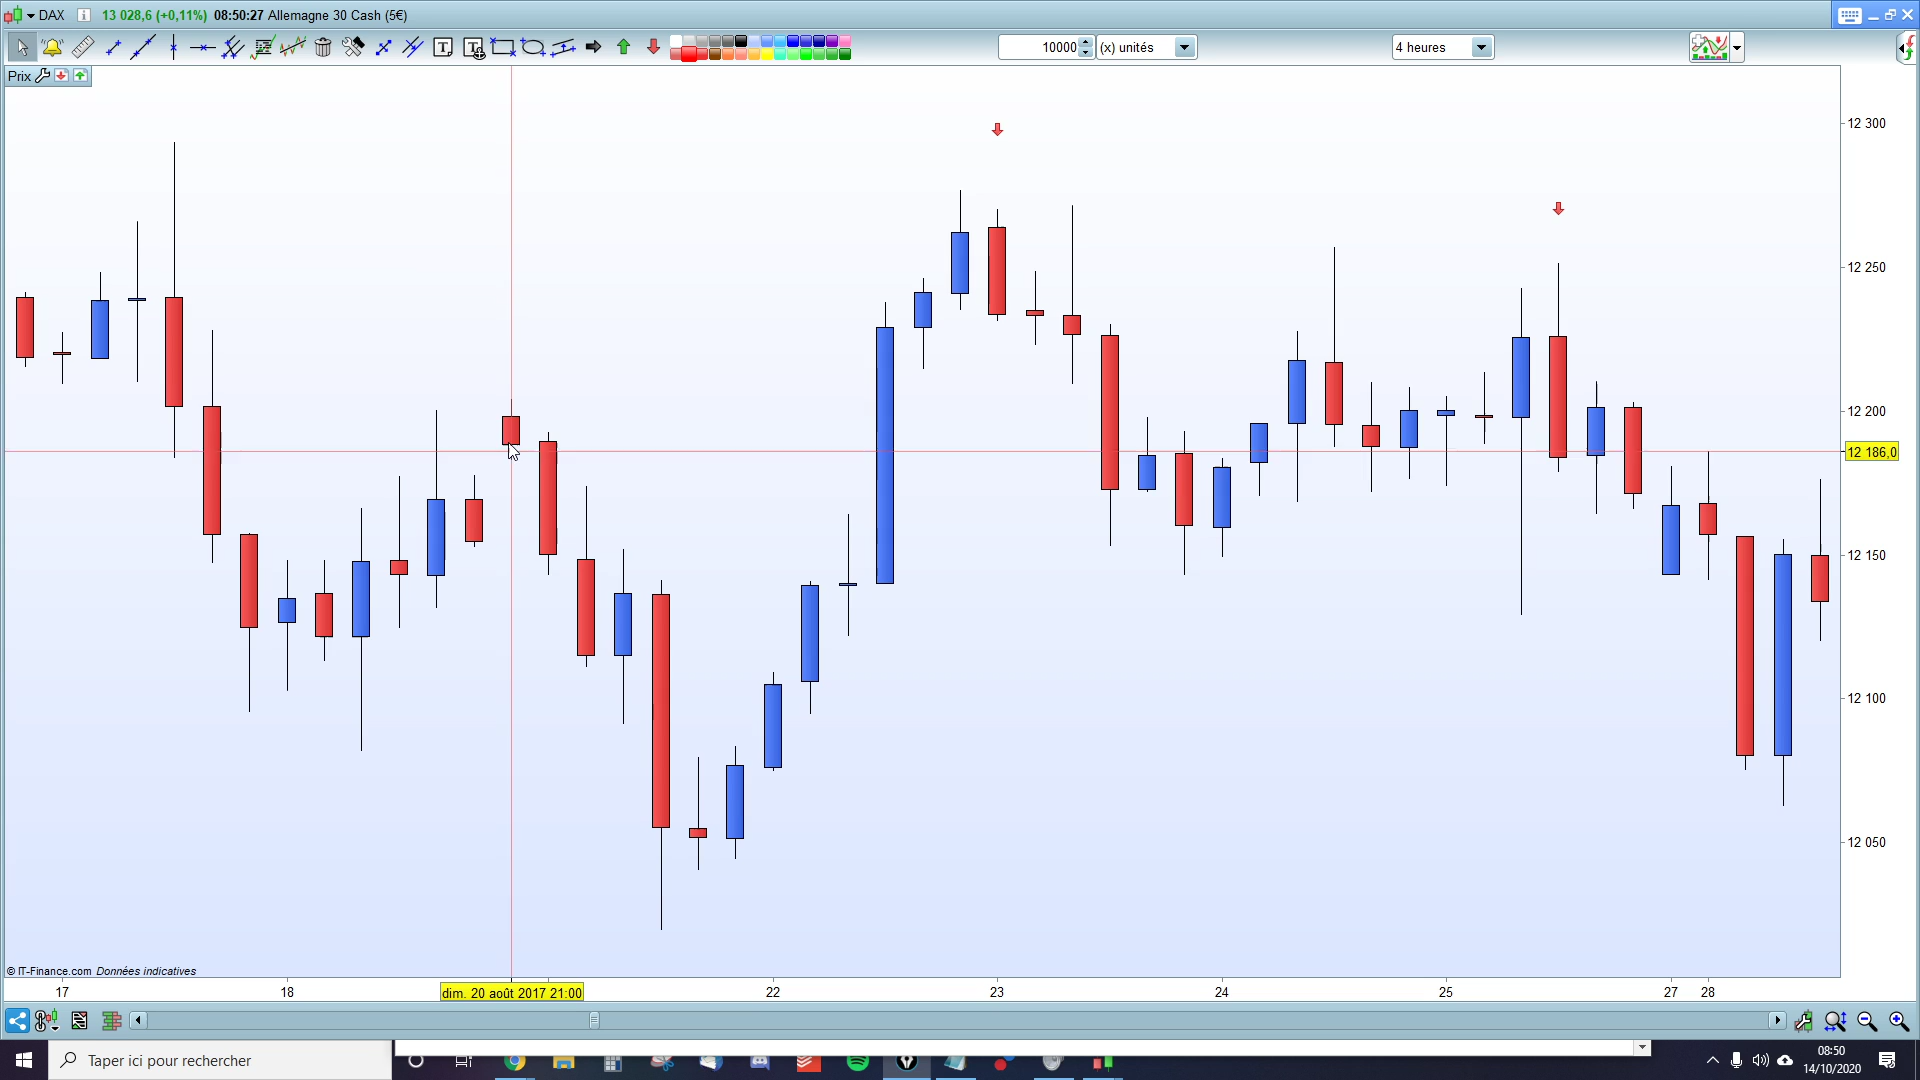 DAX 13 028,6 (+0,11%) 08:50:27 Allemagne 30 Cash (5€)
10000 (x) unités 4 heures
Prix
12 300
12 250
12 200
12 186,0
12 150
12 100
12 050
© IT-Finance.com Données indicatives
17 18 dim. 20 août 2017 21:00 22 23 24 25 27 28
Taper ici pour rechercher
08:50
14/10/2020